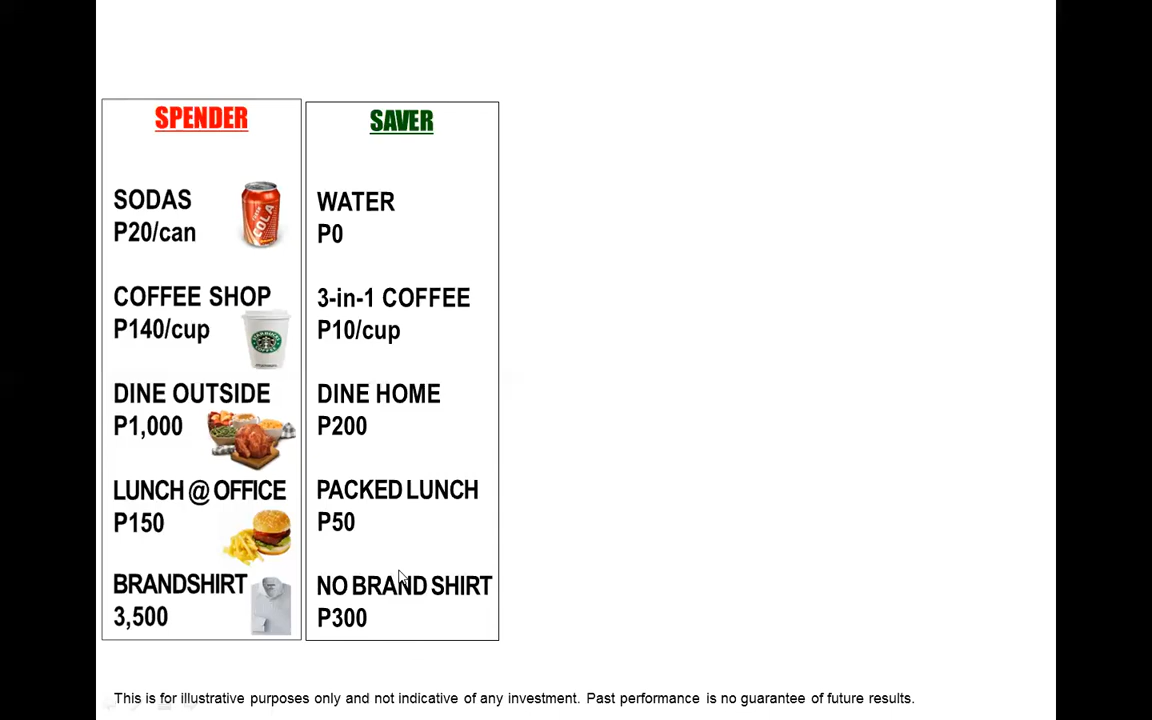 SPENDER
SODAS
P20/can
COFFEE SHOP
P140/cup
DINE OUTSIDE
P1,000
LUNCH @ OFFICE
P150
BRANDSHIRT
3,500
SAVER
WATER
P0
3-in-1 COFFEE
P10/cup
DINE HOME
P200
PACKED LUNCH
P50
NO BRAND SHIRT
P300
COLA
This is for illustrative purposes only and not indicative of any investment. Past performance is no guarantee of future results.